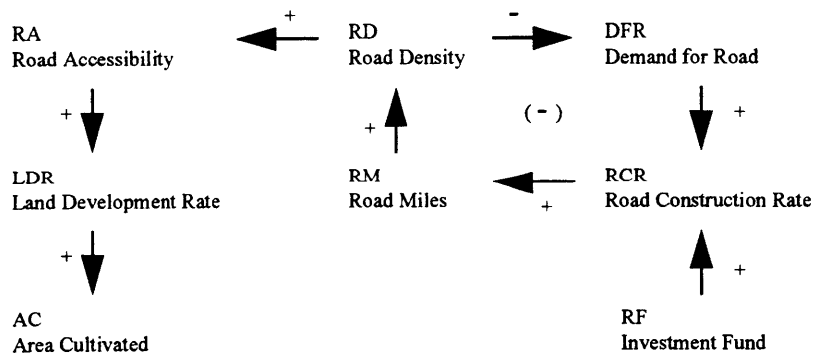 +
-
RA
Road Accessibility
RD
Road Density
DFR
Demand for Road
+
+
( - )
+
LDR
Land Development Rate
RM
Road Miles
+
RCR
Road Construction Rate
+
+
AC
Area Cultivated
RF
Investment Fund